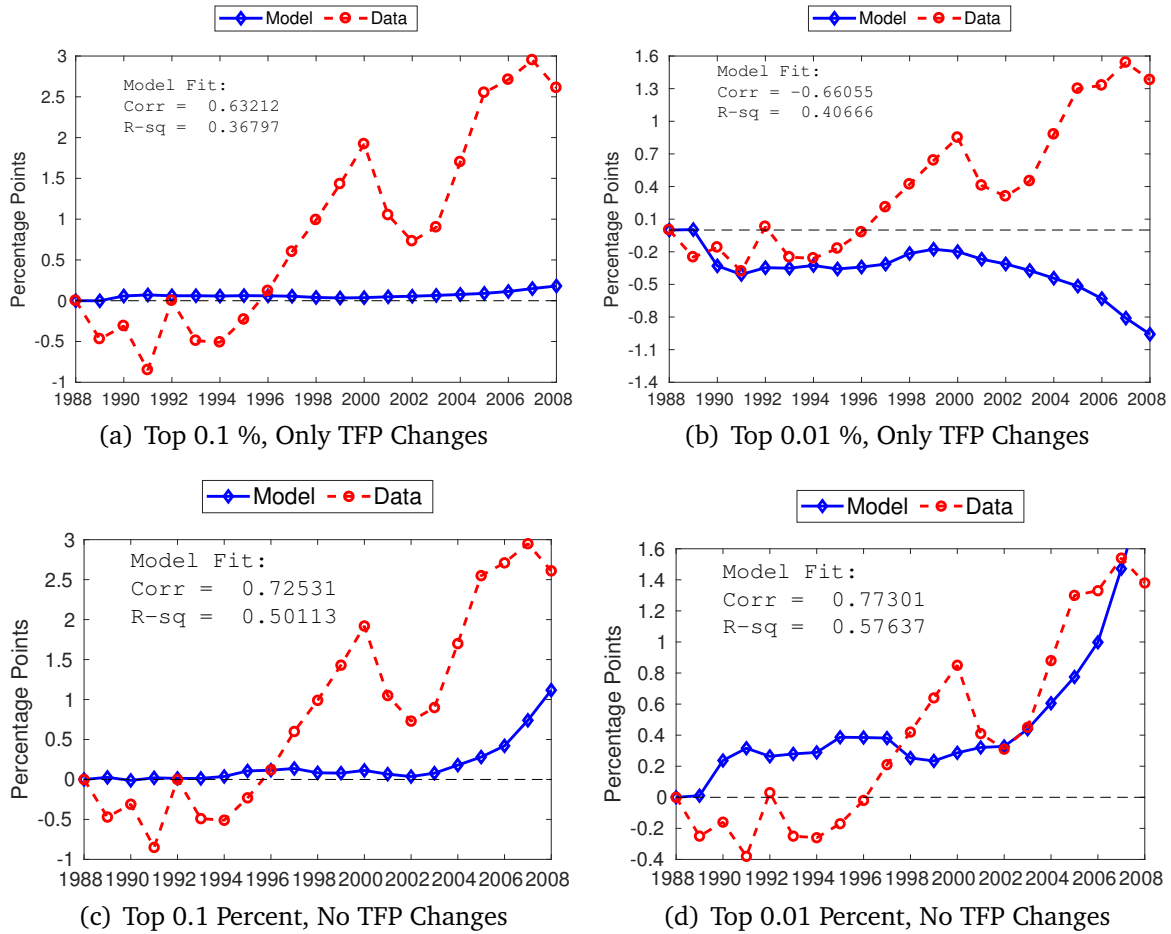 Model Data
3
2.5
2
1.5
1
0.5
0
-0.5
-1
Percentage Points
Model Fit:
Corr = 0.63212
R-sq = 0.36797
1988 1990 1992 1994 1996 1998 2000 2002 2004 2006 2008
(a) Top 0.1 %, Only TFP Changes
Model Data
1.6
1.3
1
0.7
0.4
0.1
-0.2
-0.5
-0.8
-1.1
-1.4
Percentage Points
Model Fit:
Corr = -0.66055
R-sq = 0.40666
1988 1990 1992 1994 1996 1998 2000 2002 2004 2006 2008
(b) Top 0.01 %, Only TFP Changes
Model Data
3
2.5
2
1.5
1
0.5
0
-0.5
-1
Percentage Points
Model Fit:
Corr = 0.72531
R-sq = 0.50113
1988 1990 1992 1994 1996 1998 2000 2002 2004 2006 2008
(c) Top 0.1 Percent, No TFP Changes
Model Data
1.6
1.4
1.2
1
0.8
0.6
0.4
0.2
0
-0.2
-0.4
Percentage Points
Model Fit:
Corr = 0.77301
R-sq = 0.57637
1988 1990 1992 1994 1996 1998 2000 2002 2004 2006 2008
(d) Top 0.01 Percent, No TFP Changes